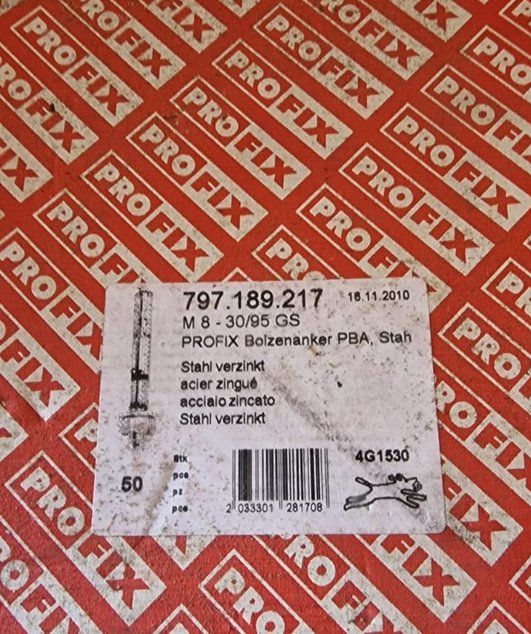 PROFIX
797.189.217 16.11.2010
M 8 - 30/95 GS
PROFIX Bolzenanker PBA, Stah
Stahl verzinkt
acier zingué
acciaio zincato
Stahl verzinkt
50
Stk
pce
pz
pce
4G1530
2 033301 281708